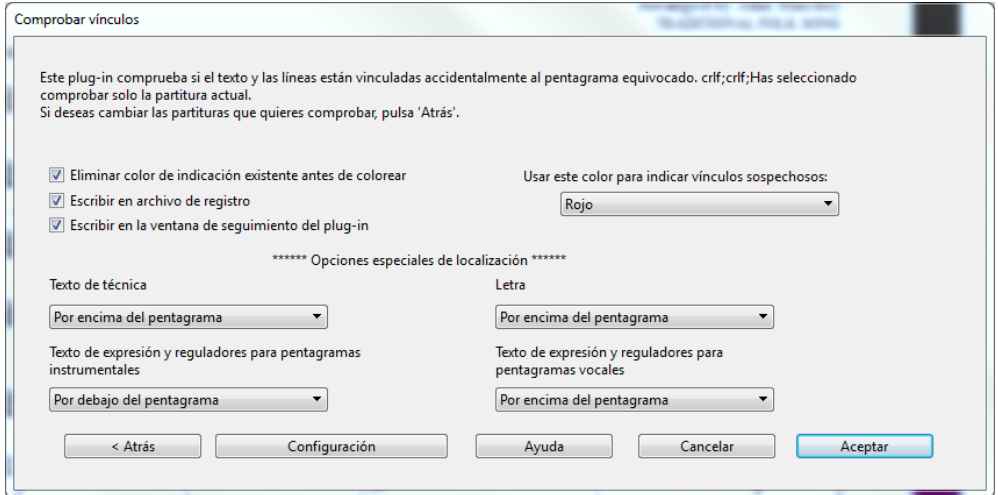 Comprobar vínculos
Este plug-in comprueba si el texto y las líneas están vinculadas accidentalmente al pentagrama equivocado. crlf;crlf;Has seleccionado
comprobar solo la partitura actual.
Si deseas cambiar las partituras que quieres comprobar, pulsa 'Atrás'.
Eliminar color de indicación existente antes de colorear
Usar este color para indicar vínculos sospechosos:
Escribir en archivo de registro
Rojo
Escribir en la ventana de seguimiento del plug-in
****** Opciones especiales de localización ******
Texto de técnica
Letra
Por encima del pentagrama
Por encima del pentagrama
Texto de expresión y reguladores para pentagramas
instrumentales
Texto de expresión y reguladores para
pentagramas vocales
Por debajo del pentagrama
Por encima del pentagrama
< Atrás
Configuración
Ayuda
Cancelar
Aceptar